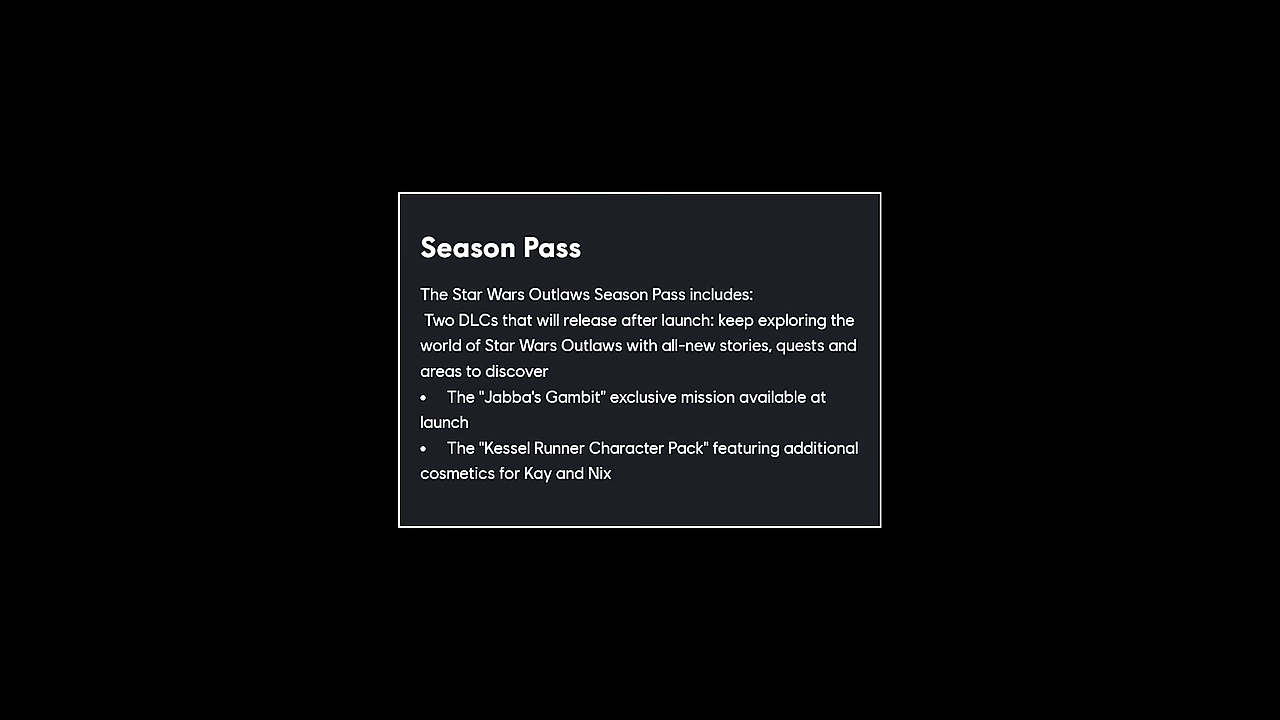 Season Pass
The Star Wars Outlaws Season Pass includes:
Two DLCs that will release after launch: keep exploring the
world of Star Wars Outlaws with all-new stories, quests and
areas to discover
• The "Jabba's Gambit" exclusive mission available at
launch
• The "Kessel Runner Character Pack" featuring additional
cosmetics for Kay and Nix